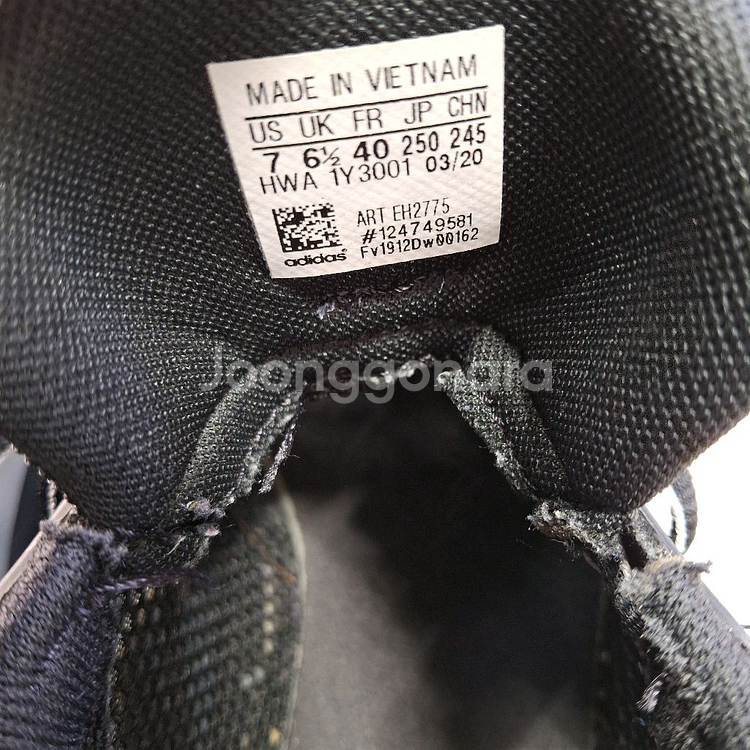 MADE IN VIETNAM
US UK FR JP CHN
7 6½ 40 250 245
HWA 1Y3001 03/20
ART EH2775
#124749581
Fv1912Dw00162
adidas
Joonggonara